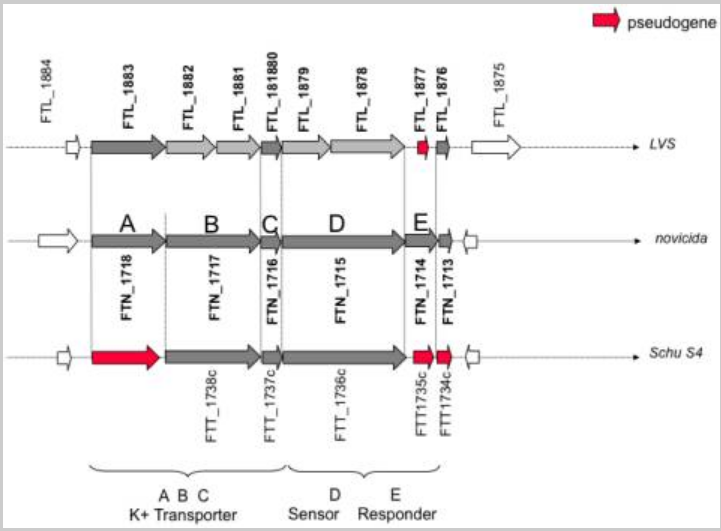 pseudogene
FTL_1884
FTL_1883
FTL_1882
FTL_1881
FTL_181880
FTL_1879
FTL_1878
FTL_1877
FTL_1876
FTL_1875
LVS
A B C D E
novicida
FTN_1718
FTN_1717
FTN_1716
FTN_1715
FTN_1714
FTN_1713
Schu S4
FTT_1738c
FTT_1737c
FTT_1736c
FTT1735c
FTT1734c
A B C D E
K+ Transporter Sensor Responder